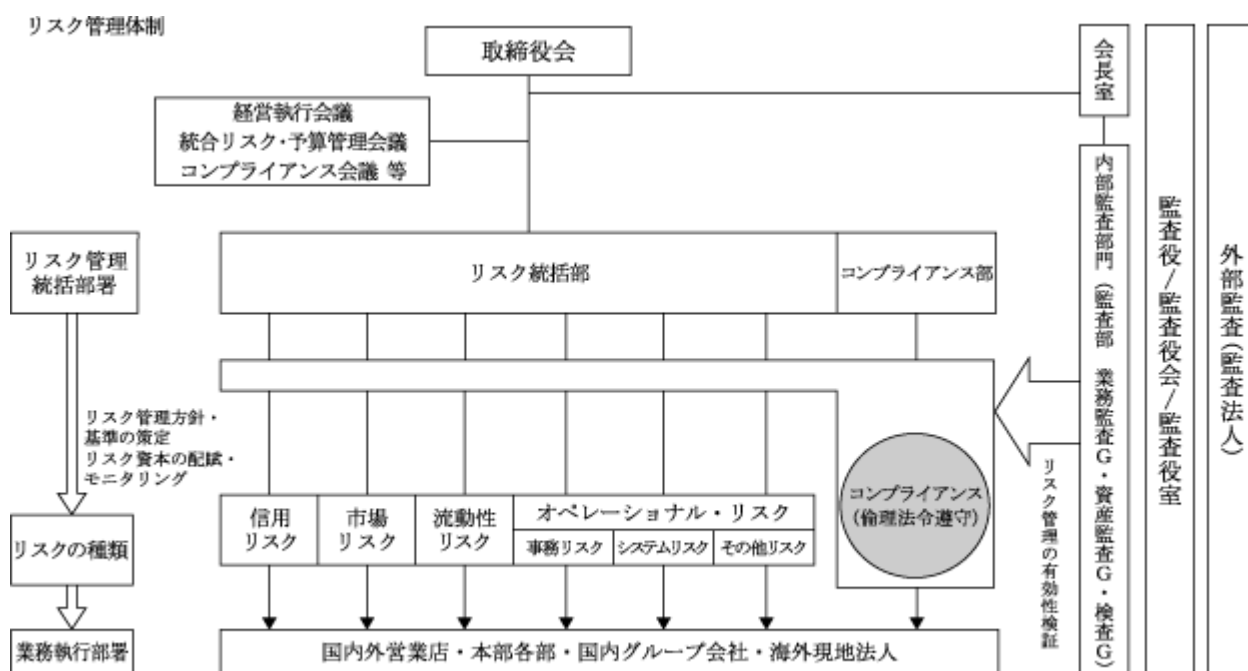 リスク管理体制
取締役会
会長室
経営執行会議
統合リスク・予算管理会議
コンプライアンス会議 等
内部監査部門（監査部 業務監査G・資産監査G・検査G）
監査役/監査役会/監査役室
外部監査（監査法人）
リスク管理
統括部署
リスク統括部
コンプライアンス部
リスク管理方針・
基準の策定
リスク資本の配賦・
モニタリング
リスク管理の有効性検証
コンプライアンス
（倫理法令遵守）
リスクの種類
信用
リスク
市場
リスク
流動性
リスク
オペレーショナル・リスク
事務リスク
システムリスク
その他リスク
業務執行部署
国内外営業店・本部各部・国内グループ会社・海外現地法人